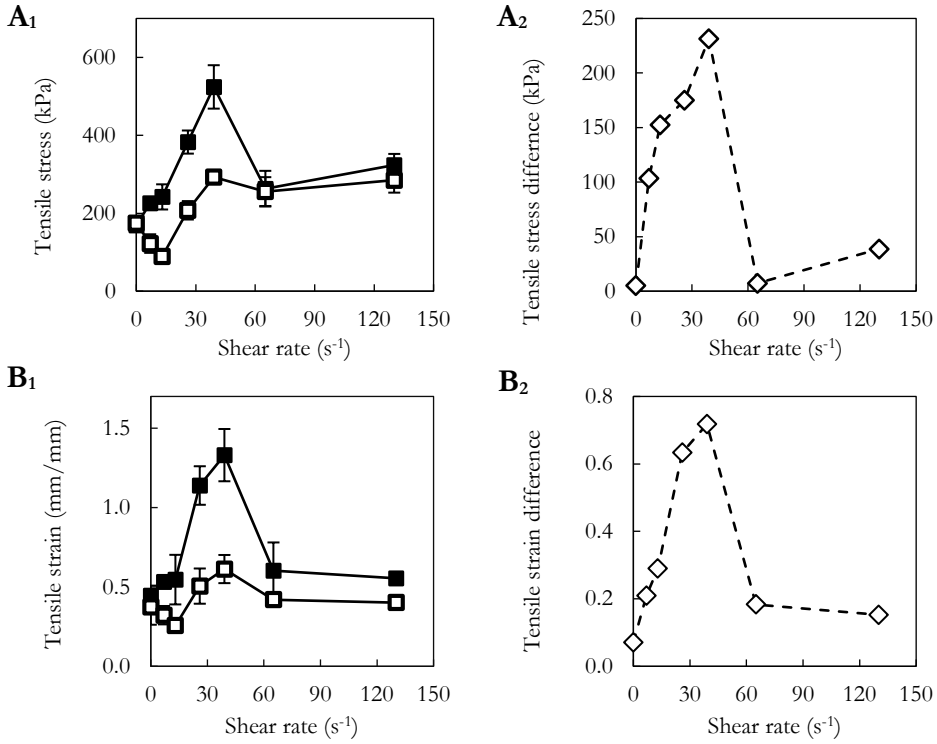 A1
Tensile stress (kPa)
600
400
200
0
0 30 60 90 120 150
Shear rate (s-1)
A2
Tensile stress differnce (kPa)
250
200
150
100
50
0
0 30 60 90 120 150
Shear rate (s-1)
B1
Tensile strain (mm/mm)
1.5
1.0
0.5
0.0
0 30 60 90 120 150
Shear rate (s-1)
B2
Tensile strain difference
0.8
0.6
0.4
0.2
0.0
0 30 60 90 120 150
Shear rate (s-1)